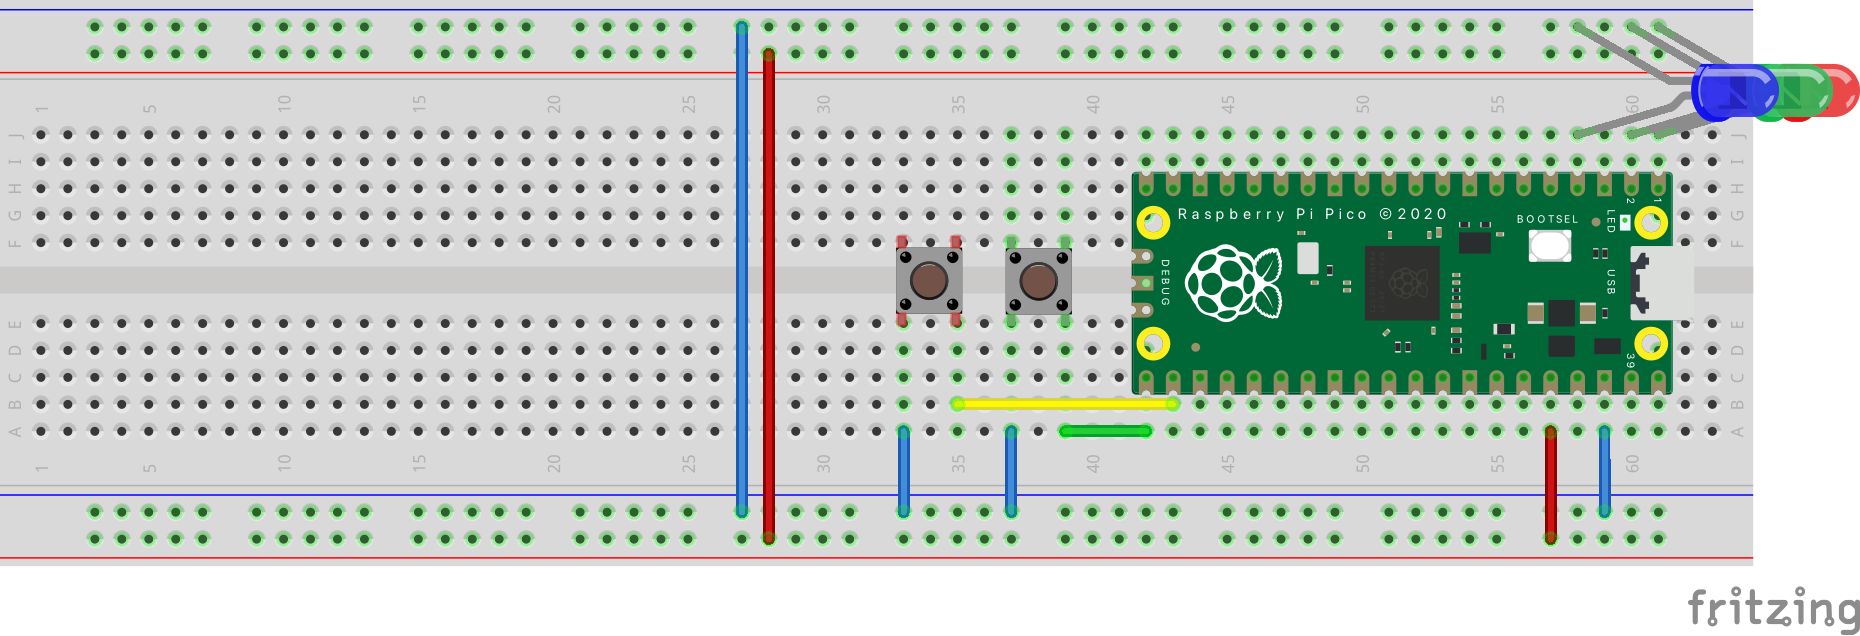 1 5 10 15 20 25 30 35 40 45 50 55 60
J J
I I
H H
G G
F F
2 1
Raspberry Pi Pico ©2020
BOOTSEL
LED
DEBUG
USB
39
E E
D D
C C
B B
A A
1 5 10 15 20 25 30 35 40 45 50 55 60
fritzing